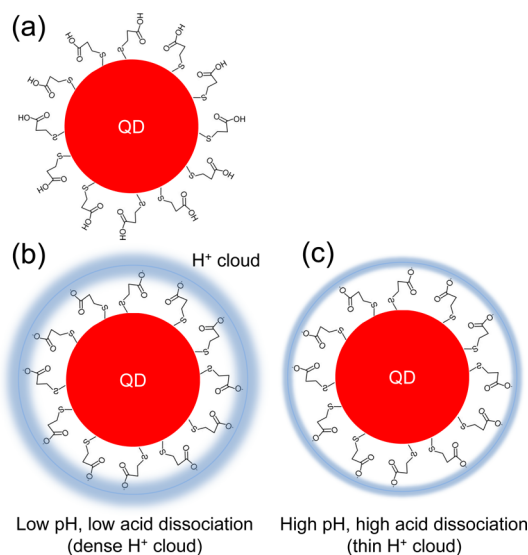 (a)
QD
(b)
H⁺ cloud
(c)
QD
QD
Low pH, low acid dissociation
(dense H⁺ cloud)
High pH, high acid dissociation
(thin H⁺ cloud)